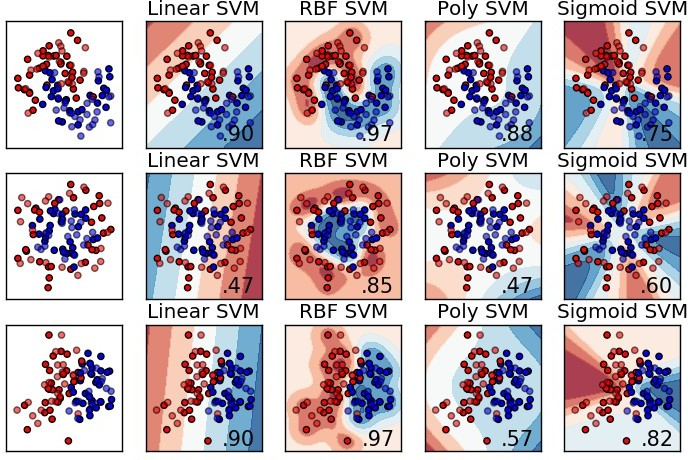 Linear SVM RBF SVM Poly SVM Sigmoid SVM
.90 .97 .88 .75
Linear SVM RBF SVM Poly SVM Sigmoid SVM
.47 .85 .47 .60
Linear SVM RBF SVM Poly SVM Sigmoid SVM
.90 .97 .57 .82